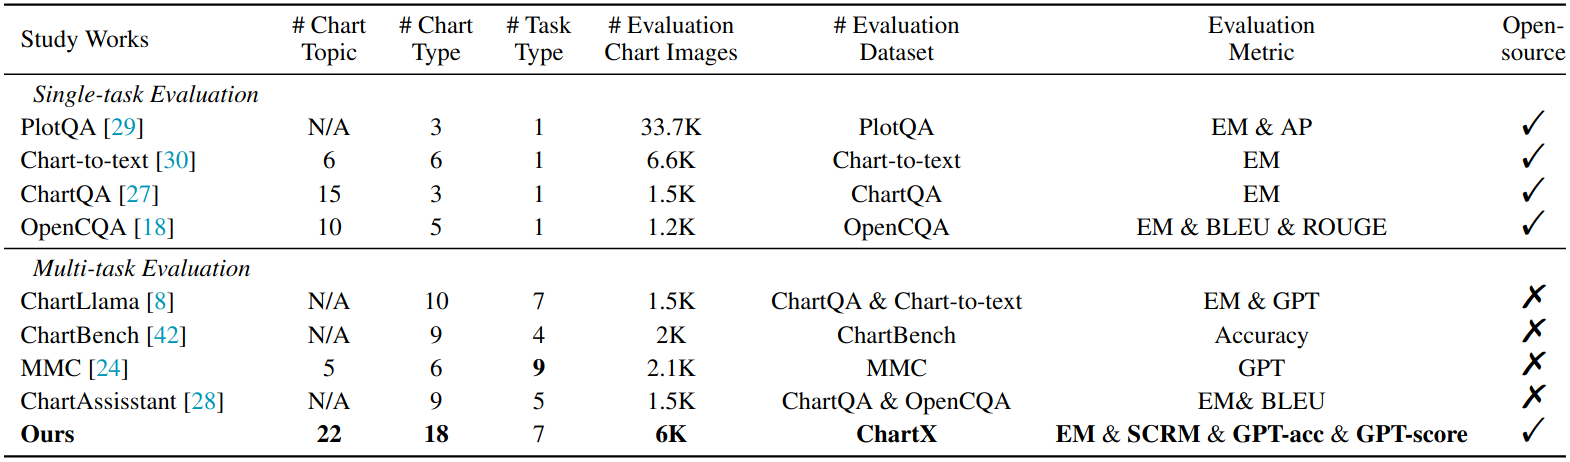 Study Works # Chart Topic # Chart Type # Task Type # Evaluation Chart Images # Evaluation Dataset Evaluation Metric Open-source
Single-task Evaluation
PlotQA [29] N/A 3 1 33.7K PlotQA EM & AP ✓
Chart-to-text [30] 6 6 1 6.6K Chart-to-text EM ✓
ChartQA [27] 15 3 1 1.5K ChartQA EM ✓
OpenCQA [18] 10 5 1 1.2K OpenCQA EM & BLEU & ROUGE ✓
Multi-task Evaluation
ChartLlama [8] N/A 10 7 1.5K ChartQA & Chart-to-text EM & GPT ✗
ChartBench [42] N/A 9 4 2K ChartBench Accuracy ✗
MMC [24] 5 6 9 2.1K MMC GPT ✗
ChartAssisstant [28] N/A 9 5 1.5K ChartQA & OpenCQA EM& BLEU ✗
Ours 22 18 7 6K ChartX EM & SCRM & GPT-acc & GPT-score ✓